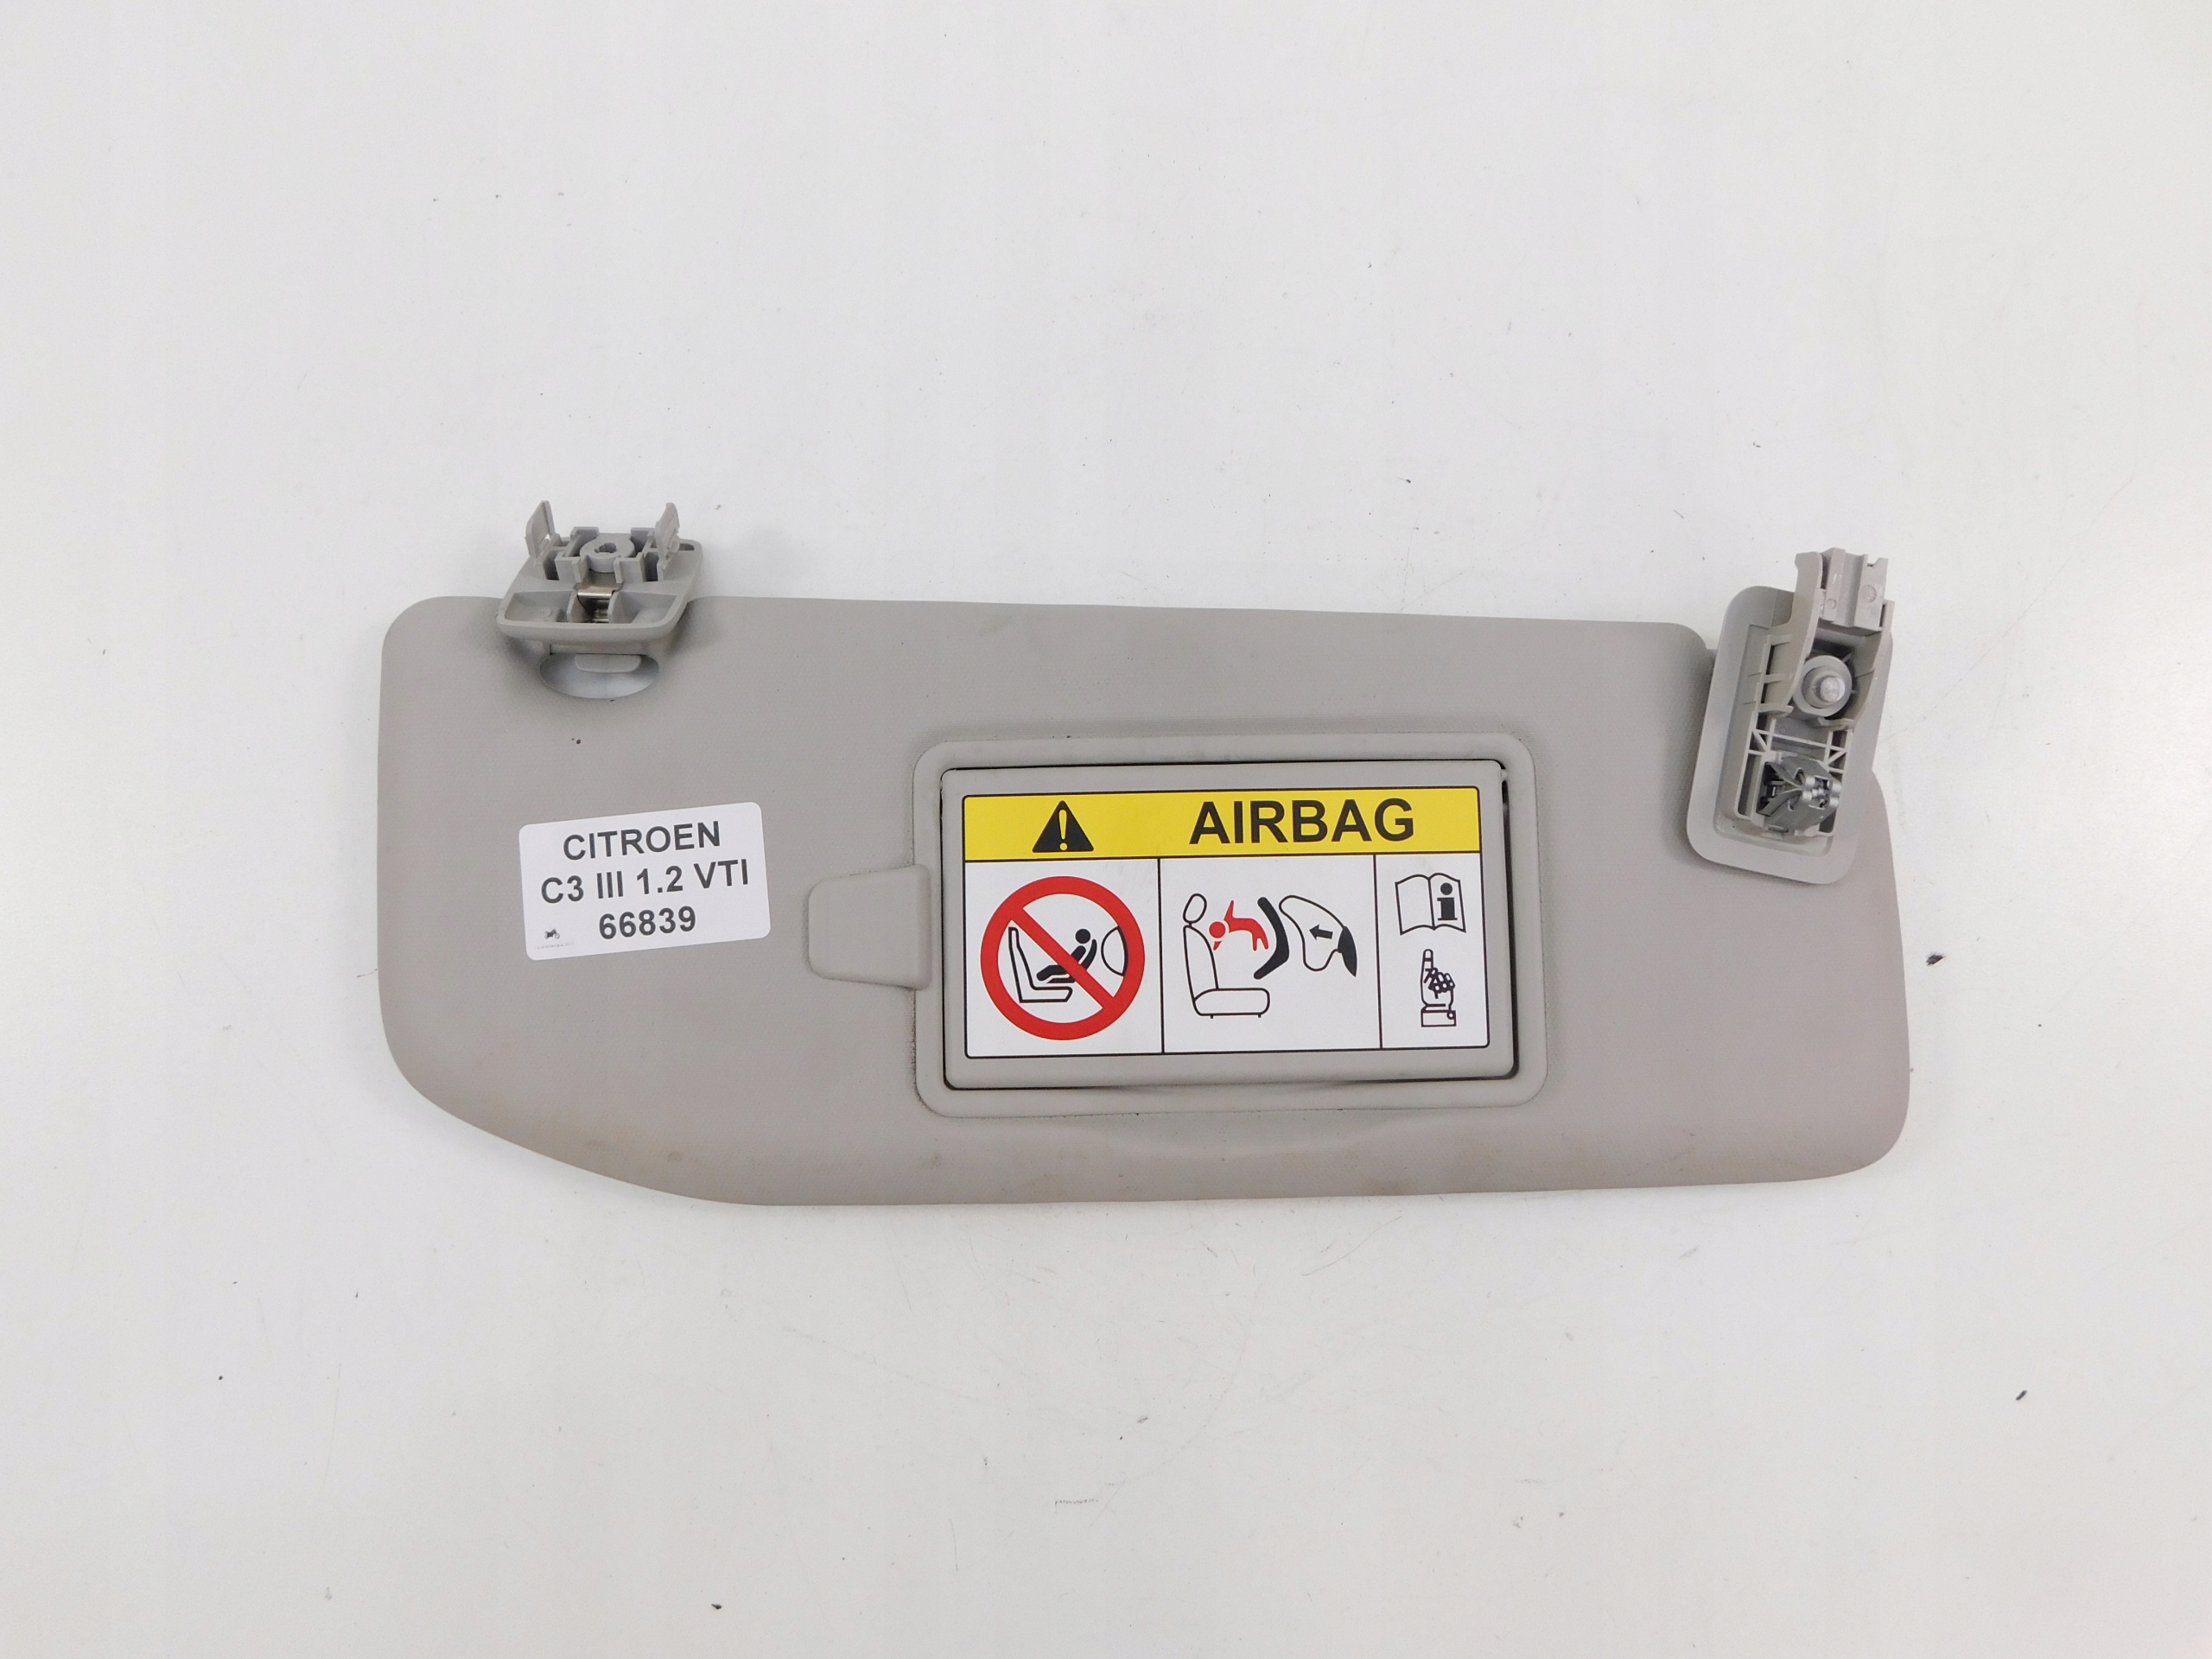 CITROEN
C3 III 1.2 VTI
66839
AIRBAG